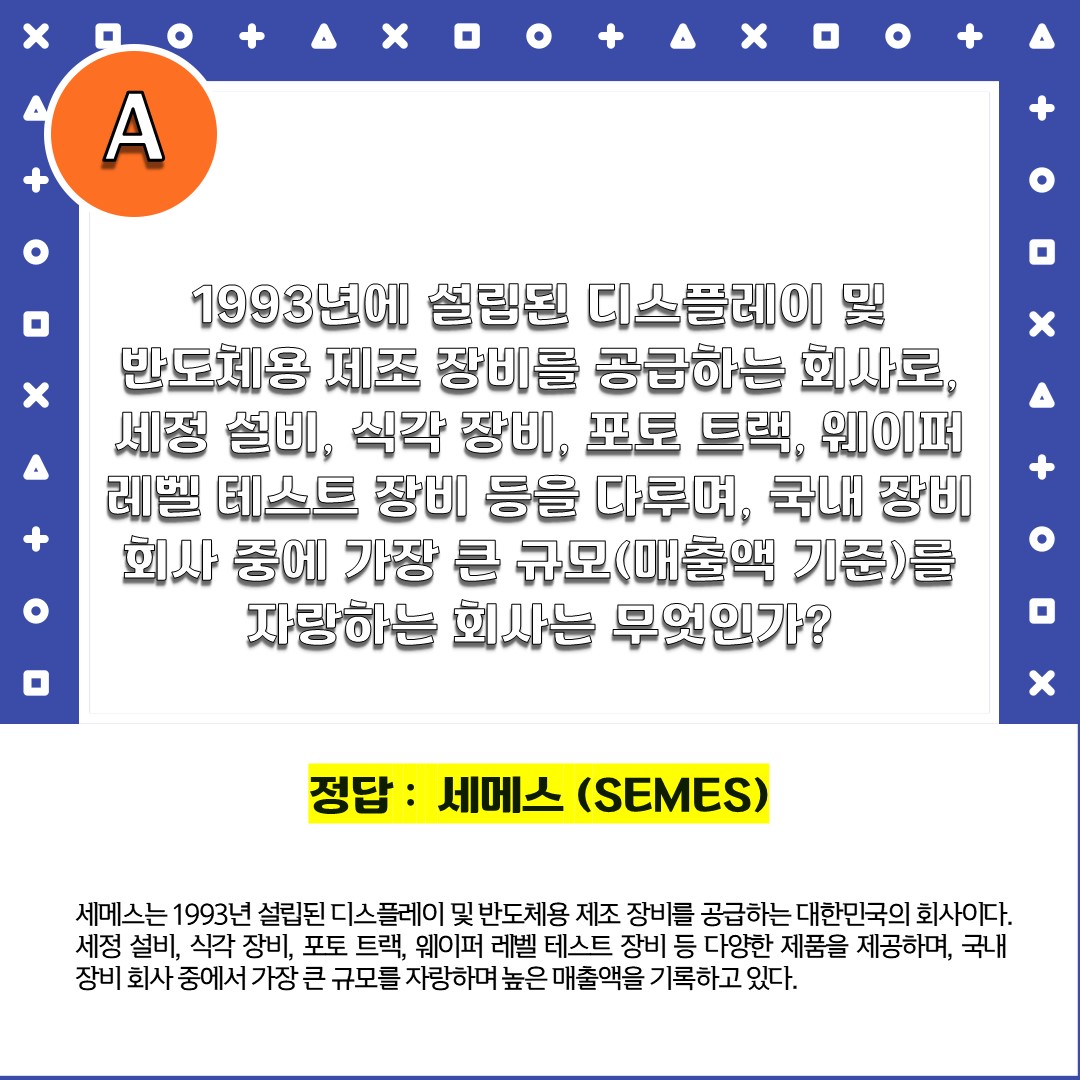 A
1993년에 설립된 디스플레이 및
반도체용 제조 장비를 공급하는 회사로,
세정 설비, 식각 장비, 포토 트랙, 웨이퍼
레벨 테스트 장비 등을 다루며, 국내 장비
회사 중에 가장 큰 규모(매출액 기준)를
자랑하는 회사는 무엇인가?
정답 : 세메스 (SEMES)
세메스는 1993년 설립된 디스플레이 및 반도체용 제조 장비를 공급하는 대한민국의 회사이다.
세정 설비, 식각 장비, 포토 트랙, 웨이퍼 레벨 테스트 장비 등 다양한 제품을 제공하며, 국내
장비 회사 중에서 가장 큰 규모를 자랑하며 높은 매출액을 기록하고 있다.